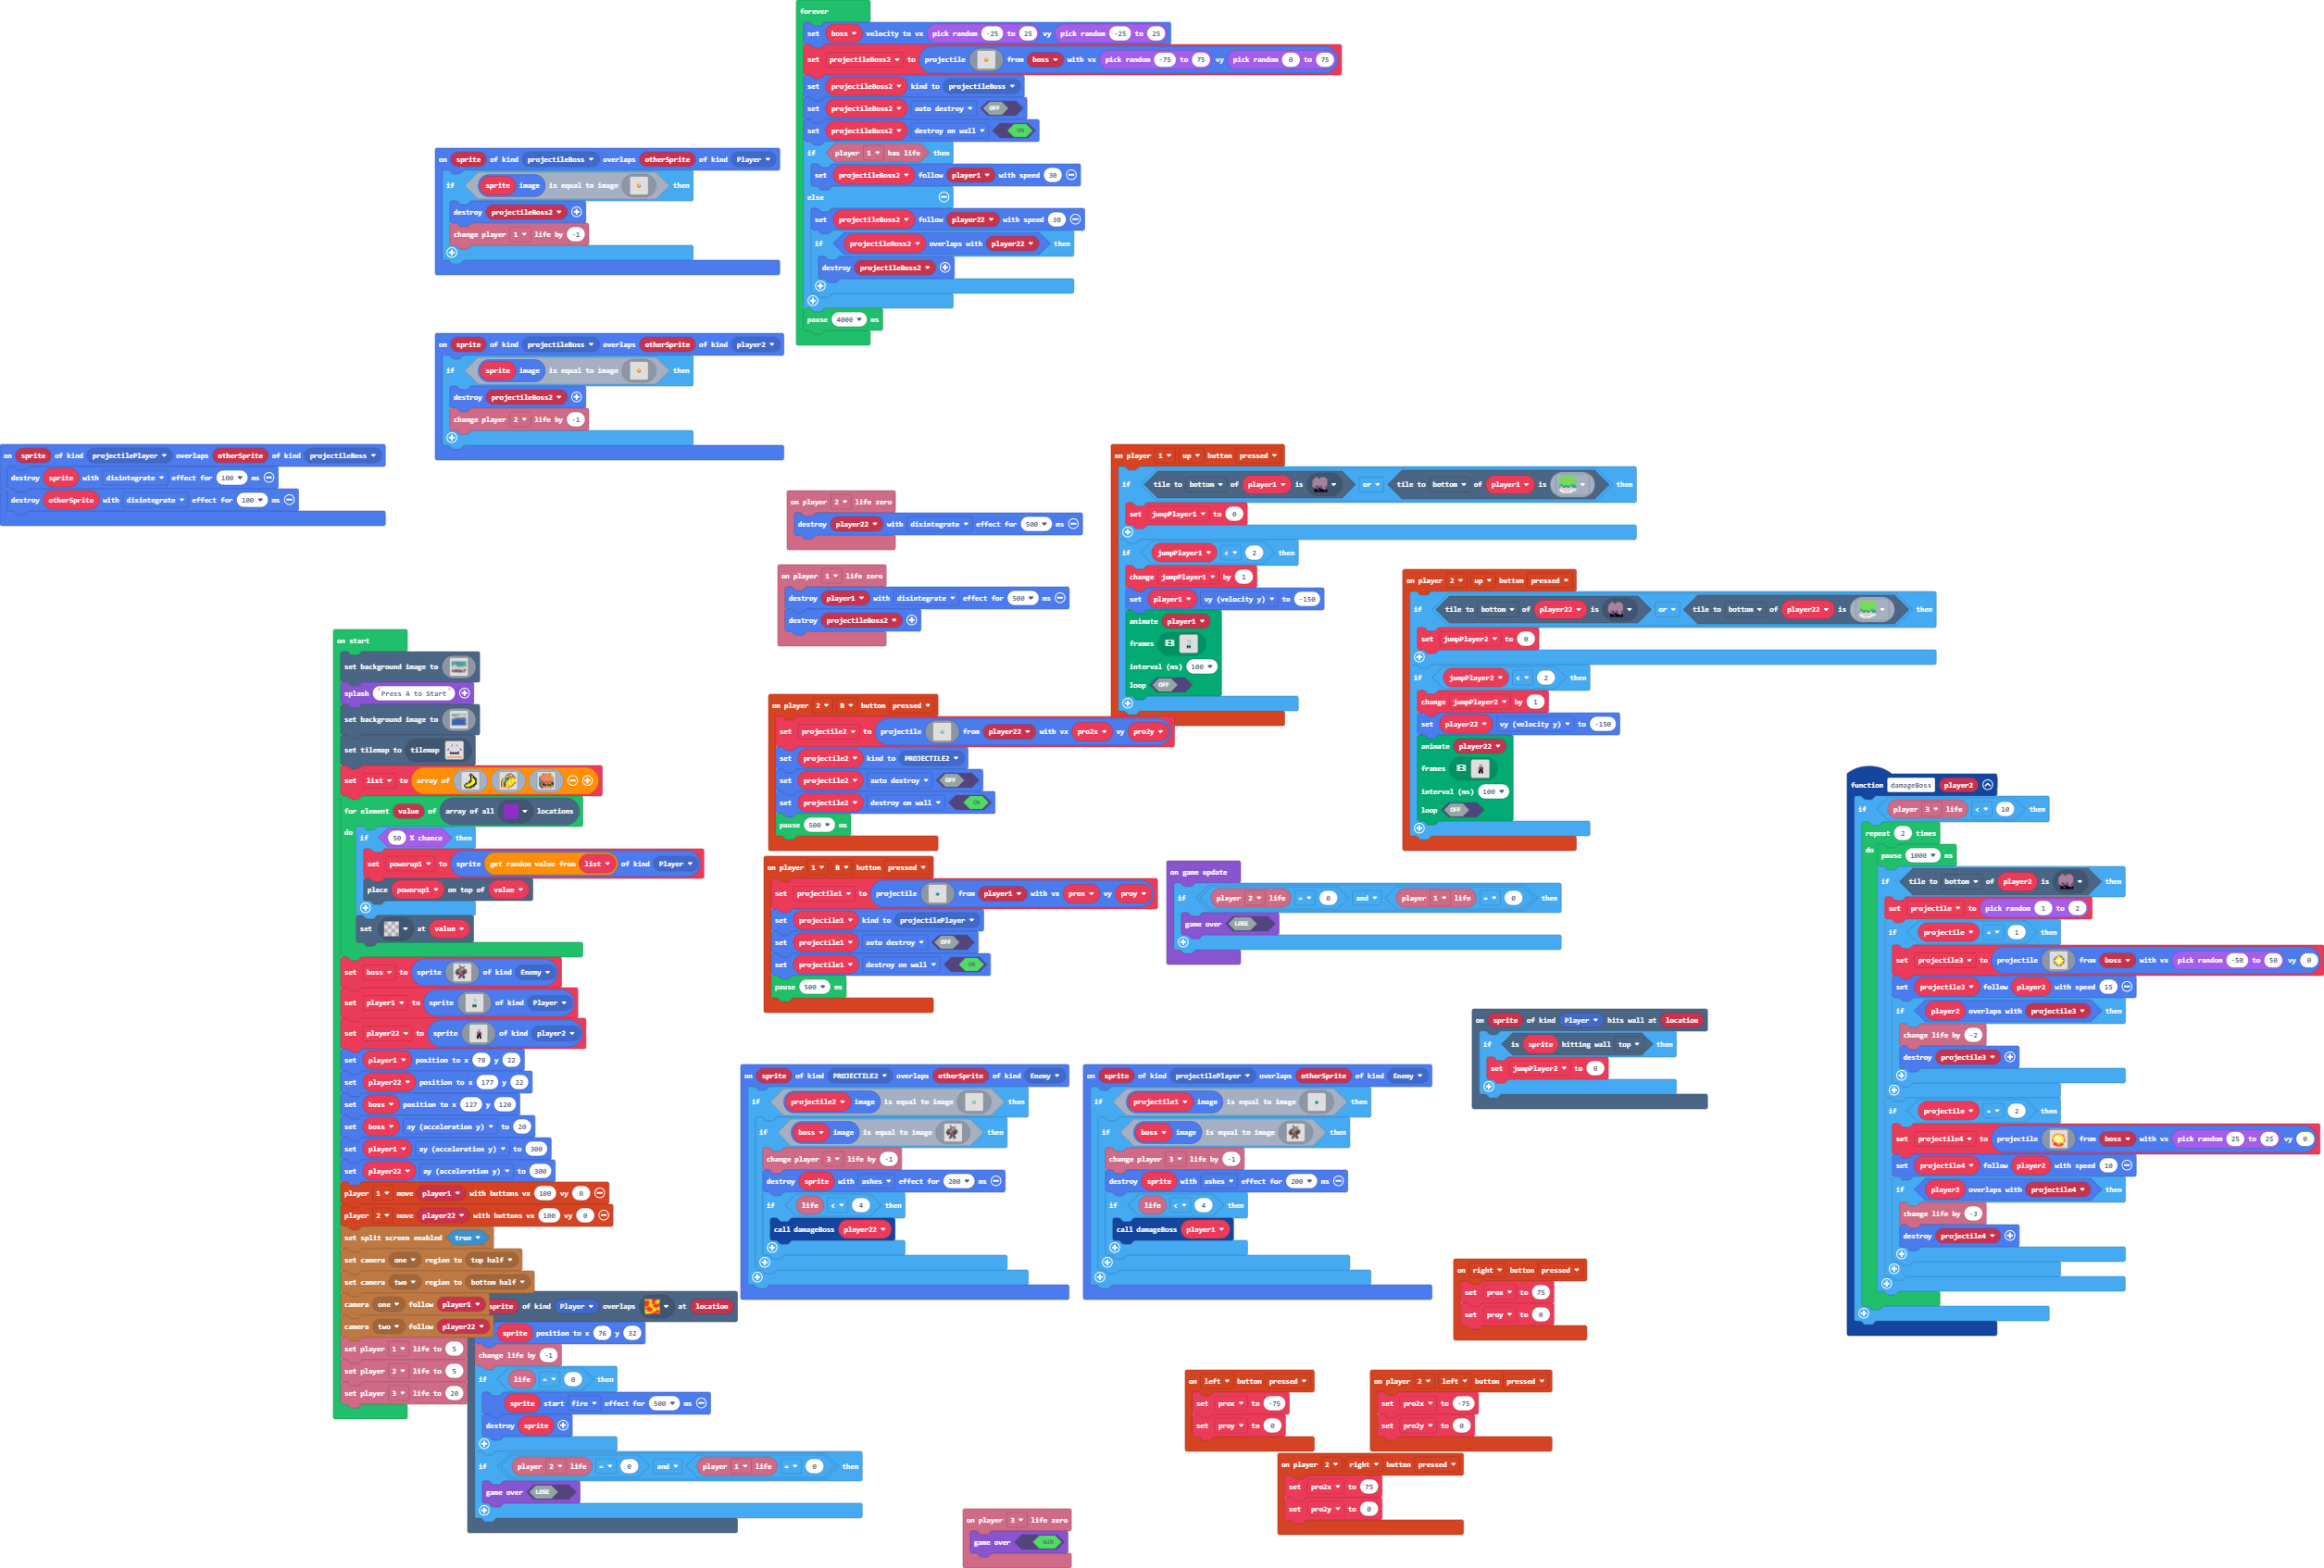 forever
set boss velocity to vx pick random -25 to 25 vy pick random -25 to 25
set projectileBoss2 to projectile from boss with vx pick random -75 to 75 vy pick random 0 to 75
set projectileBoss2 kind to projectileBoss
set projectileBoss2 auto destroy OFF
set projectileBoss2 destroy on wall ON
if player 1 has life then
set projectileBoss2 follow player1 with speed 30
else
set projectileBoss2 follow player22 with speed 30
if projectileBoss2 overlaps with player22 then
destroy projectileBoss2
pause 4000 ms
on sprite of kind projectileBoss overlaps otherSprite of kind Player
if sprite image is equal to image then
destroy projectileBoss2
change player 1 life by -1
on sprite of kind projectileBoss overlaps otherSprite of kind player2
if sprite image is equal to image then
destroy projectileBoss2
change player 2 life by -1
on sprite of kind projectilePlayer overlaps otherSprite of kind projectileBoss
destroy sprite with disintegrate effect for 100 ms
destroy otherSprite with disintegrate effect for 100 ms
on player 2 life zero
destroy player22 with disintegrate effect for 500 ms
on player 1 life zero
destroy player1 with disintegrate effect for 500 ms
destroy projectileBoss2
on player 1 up button pressed
if tile to bottom of player1 is or tile to bottom of player1 is then
set jumpPlayer1 to 0
if jumpPlayer1 < 2 then
change jumpPlayer1 by 1
set player1 vy (velocity y) to -150
animate player1
frames
interval (ms) 100
loop OFF
on player 2 up button pressed
if tile to bottom of player22 is or tile to bottom of player22 is then
set jumpPlayer2 to 0
if jumpPlayer2 < 2 then
change jumpPlayer2 by 1
set player22 vy (velocity y) to -150
animate player22
frames
interval (ms) 100
loop OFF
on start
set background image to
splash "Press A to Start"
set background image to
set tilemap to tilemap
set list to array of
for element value of array of all locations
do if 50 % chance then
set powerup1 to sprite get random value from list of kind Player
place powerup1 on top of value
set at value
set boss to sprite of kind Enemy
set player1 to sprite of kind Player
set player22 to sprite of kind player2
set player1 position to x 78 y 22
set player22 position to x 177 y 22
set boss position to x 127 y 120
set boss ay (acceleration y) to 20
set player1 ay (acceleration y) to 300
set player22 ay (acceleration y) to 300
player 1 move player1 with buttons vx 100 vy 0
player 2 move player22 with buttons vx 100 vy 0
set split screen enabled true
set camera one region to top half
set camera two region to bottom half
camera one follow player1
camera two follow player22
set player 1 life to 5
set player 2 life to 5
set player 3 life to 20
on player 2 B button pressed
set projectile2 to projectile from player22 with vx pro2x vy pro2y
set projectile2 kind to PROJECTILE2
set projectile2 auto destroy OFF
set projectile2 destroy on wall ON
pause 500 ms
on player 1 B button pressed
set projectile1 to projectile from player1 with vx prox vy proy
set projectile1 kind to projectilePlayer
set projectile1 auto destroy OFF
set projectile1 destroy on wall ON
pause 500 ms
on game update
if player 2 life = 0 and player 1 life = 0 then
game over LOSE
function damageBoss player2
if player 3 life < 10 then
repeat 2 times
do pause 1000 ms
if tile to bottom of player2 is then
set projectile to pick random 1 to 2
if projectile = 1 then
set projectile3 to projectile from boss with vx pick random -50 to 50 vy 0
set projectile3 follow player2 with speed 15
if player2 overlaps with projectile3 then
change life by -2
destroy projectile3
if projectile = 2 then
set projectile4 to projectile from boss with vx pick random 25 to 25 vy 0
set projectile4 follow player2 with speed 10
if player2 overlaps with projectile4 then
change life by -3
destroy projectile4
on sprite of kind Player hits wall at location
if is sprite hitting wall top then
set jumpPlayer2 to 0
on sprite of kind PROJECTILE2 overlaps otherSprite of kind Enemy
if projectile2 image is equal to image then
if boss image is equal to image then
change player 3 life by -1
destroy sprite with ashes effect for 200 ms
if life < 4 then
call damageBoss player22
on sprite of kind projectilePlayer overlaps otherSprite of kind Enemy
if projectile1 image is equal to image then
if boss image is equal to image then
change player 3 life by -1
destroy sprite with ashes effect for 200 ms
if life < 4 then
call damageBoss player1
sprite of kind Player overlaps at location
sprite position to x 76 y 32
change life by -1
if life = 0 then
sprite start fire effect for 500 ms
destroy sprite
if player 2 life = 0 and player 1 life = 0 then
game over LOSE
on right button pressed
set prox to 75
set proy to 0
on left button pressed
set prox to -75
set proy to 0
on player 2 left button pressed
set pro2x to -75
set pro2y to 0
on player 2 right button pressed
set pro2x to 75
set pro2y to 0
on player 3 life zero
game over WIN